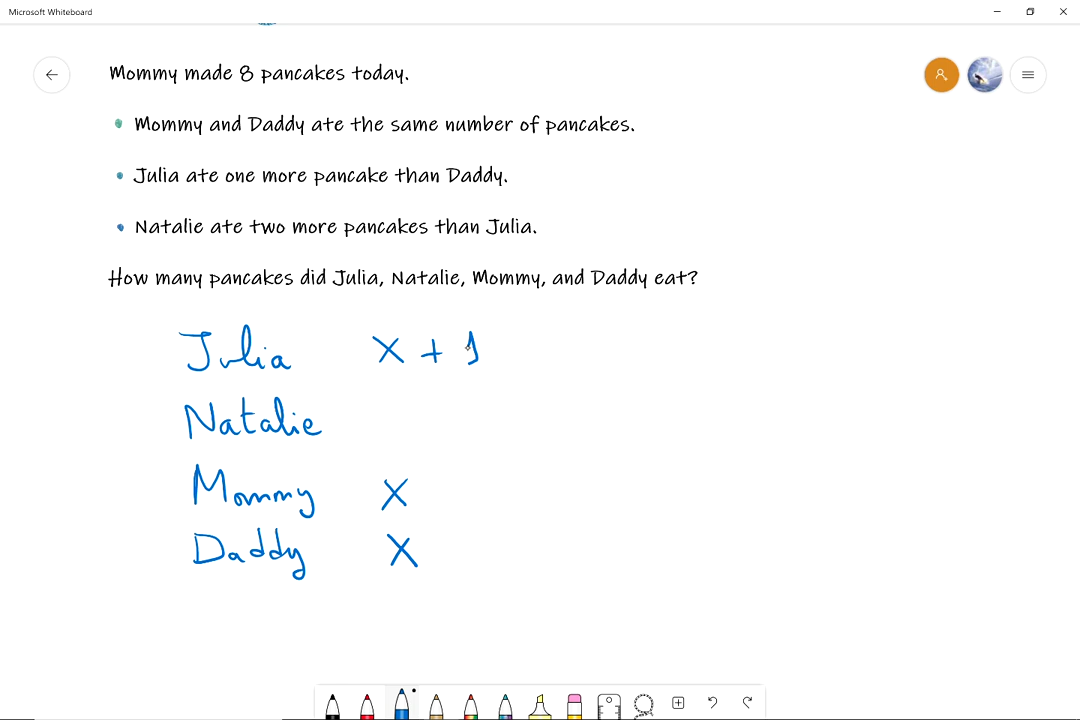 Microsoft Whiteboard
Mommy made 8 pancakes today.
Mommy and Daddy ate the same number of pancakes.
Julia ate one more pancake than Daddy.
Natalie ate two more pancakes than Julia.
How many pancakes did Julia, Natalie, Mommy, and Daddy eat?
Julia x + 1
Natalie
Mommy x
Daddy x